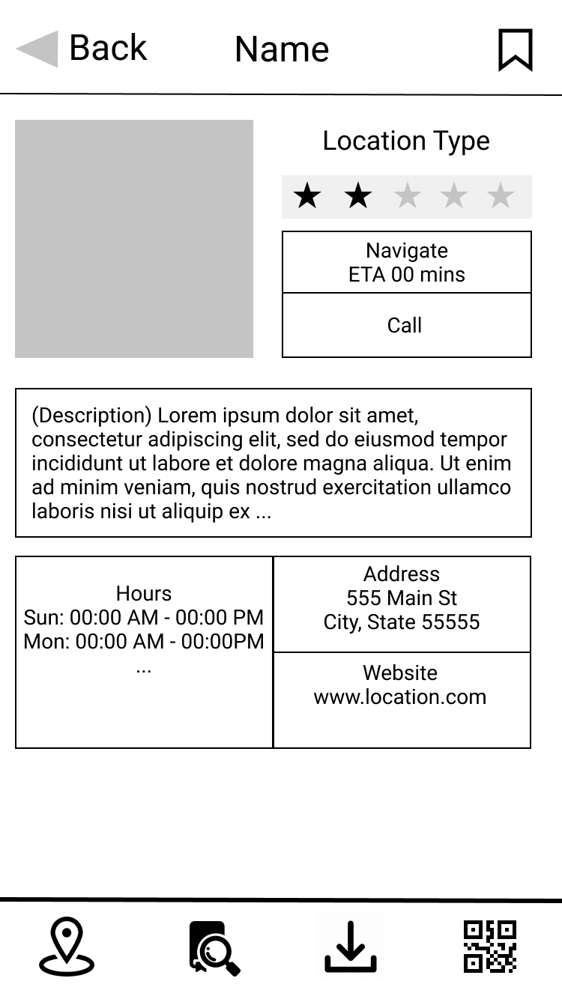 Back
Name
Location Type
Navigate
ETA 00 mins
Call
(Description) Lorem ipsum dolor sit amet,
consectetur adipiscing elit, sed do eiusmod tempor
incididunt ut labore et dolore magna aliqua. Ut enim
ad minim veniam, quis nostrud exercitation ullamco
laboris nisi ut aliquip ex ...
Hours
Sun: 00:00 AM - 00:00 PM
Mon: 00:00 AM - 00:00PM
...
Address
555 Main St
City, State 55555
Website
www.location.com